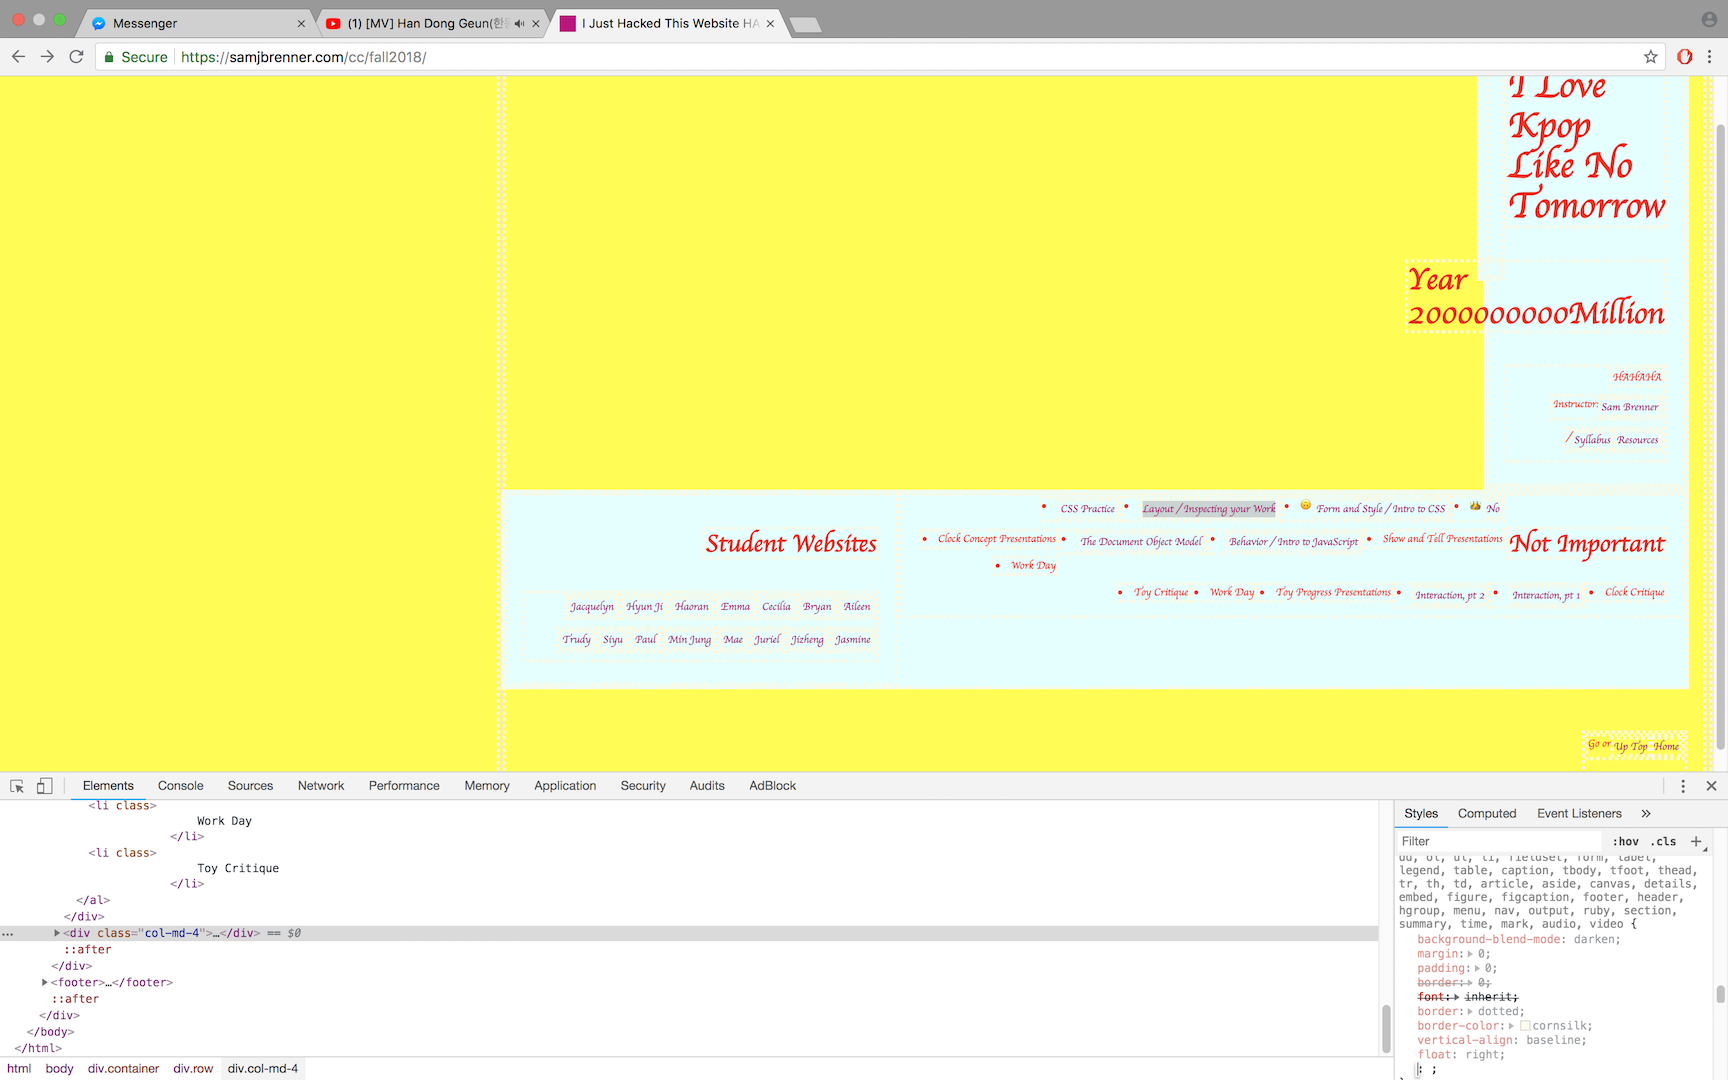 Messenger
(1) [MV] Han Dong Geun(한
I Just Hacked This Website HA
Secure
https://samjbrenner.com/cc/fall2018/
I Love
Kpop
Like No
Tomorrow
Year
2000000000Million
HAHAHA
Instructor: Sam Brenner
/ Syllabus Resources
• CSS Practice • Layout / Inspecting your Work • Form and Style / Intro to CSS • No
Student Websites
• Clock Concept Presentations • The Document Object Model • Behavior / Intro to JavaScript • Show and Tell Presentations
Not Important
• Work Day
• Toy Critique • Work Day • Toy Progress Presentations • Interaction, pt 2 • Interaction, pt 1 • Clock Critique
Jacquelyn Hyun Ji Haoran Emma Cecilia Bryan Aileen
Trudy Siyu Paul Min Jung Mae Juriel Jizheng Jasmine
Go or Up Top Home
Elements Console Sources Network Performance Memory Application Security Audits AdBlock
<li class>
Work Day
</li>
<li class>
Toy Critique
</li>
</al>
</div>
<div class="col-md-4">…</div> == $0
::after
</div>
<footer>…</footer>
::after
</div>
</body>
</html>
html body div.container div.row div.col-md-4
Styles Computed Event Listeners »
Filter :hov .cls +
dd, ol, ul, li, fieldset, form, label,
legend, table, caption, tbody, tfoot, thead,
tr, th, td, article, aside, canvas, details,
embed, figure, figcaption, footer, header,
hgroup, menu, nav, output, ruby, section,
summary, time, mark, audio, video {
background-blend-mode: darken;
margin: 0;
padding: 0;
border: 0;
font: inherit;
border: dotted;
border-color: cornsilk;
vertical-align: baseline;
float: right;
: ;